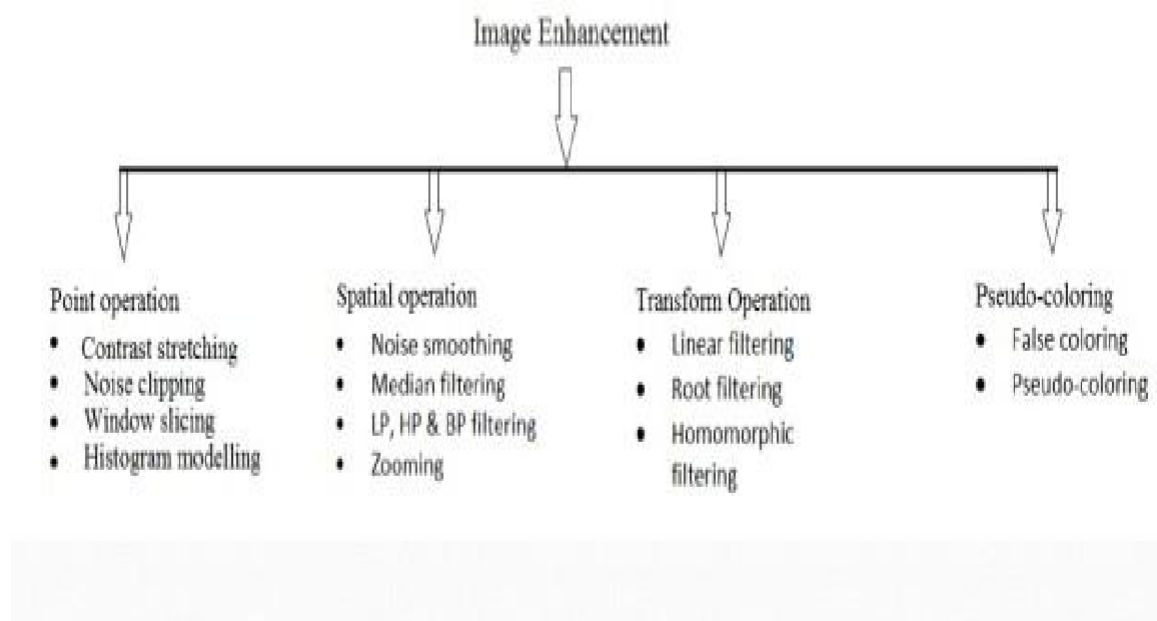 Image Enhancement
Point operation
• Contrast stretching
• Noise clipping
• Window slicing
• Histogram modelling
Spatial operation
• Noise smoothing
• Median filtering
• LP, HP & BP filtering
• Zooming
Transform Operation
• Linear filtering
• Root filtering
• Homomorphic
filtering
Pseudo-coloring
• False coloring
• Pseudo-coloring